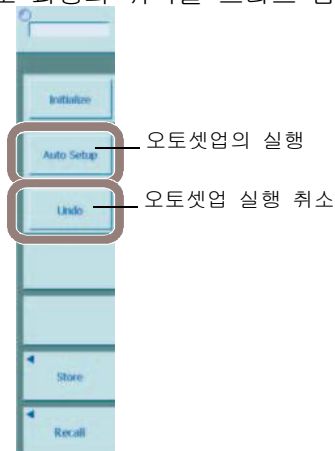 Initialize
Auto Setup
오토셋업의 실행
Undo
오토셋업 실행 취소
Store
Recall